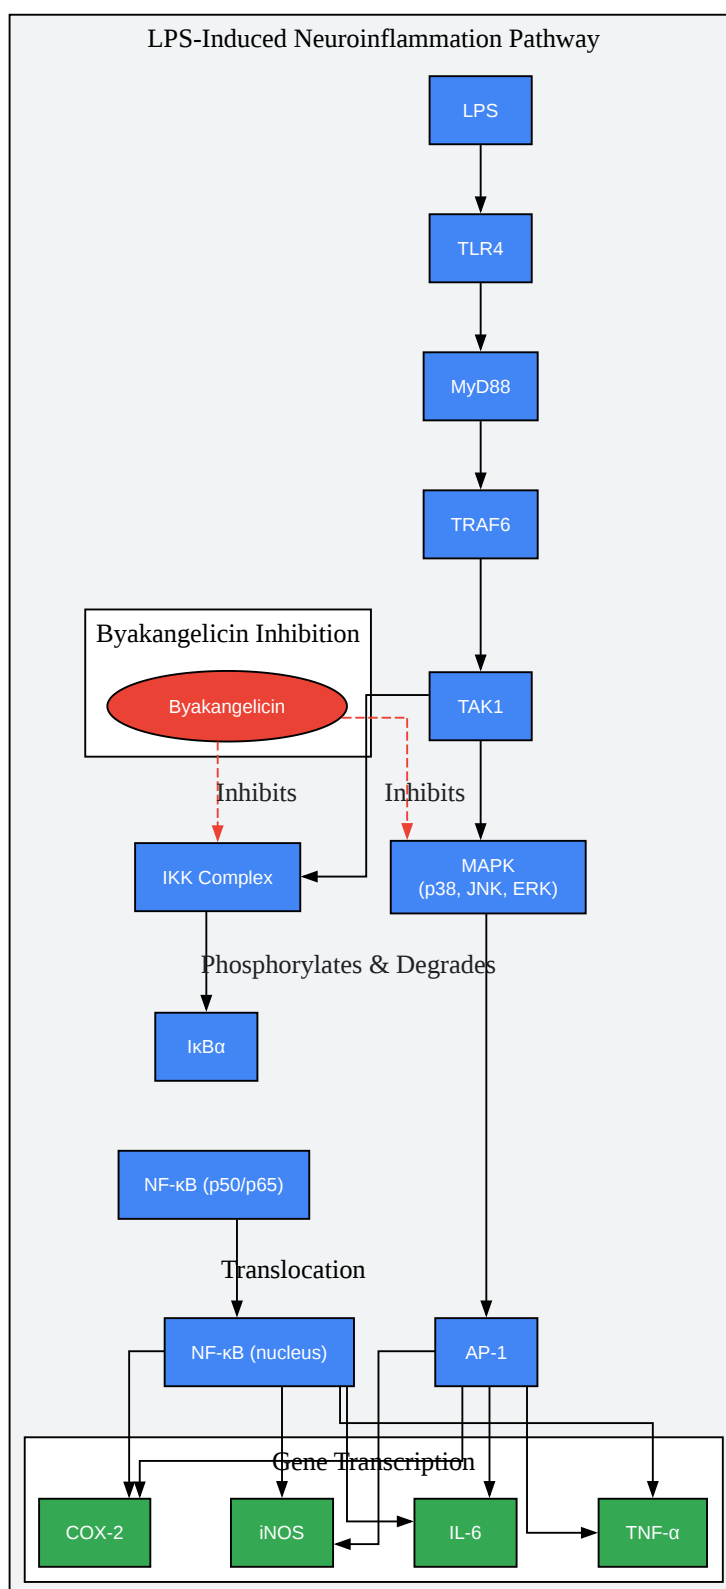 LPS-Induced Neuroinflammation Pathway
LPS
TLR4
MyD88
TRAF6
Byakangelicin Inhibition
Byakangelicin
TAK1
Inhibits
Inhibits
IKK Complex
MAPK
(p38, JNK, ERK)
Phosphorylates & Degrades
IκBα
NF-κB (p50/p65)
Translocation
NF-κB (nucleus)
AP-1
Gene Transcription
COX-2
iNOS
IL-6
TNF-α